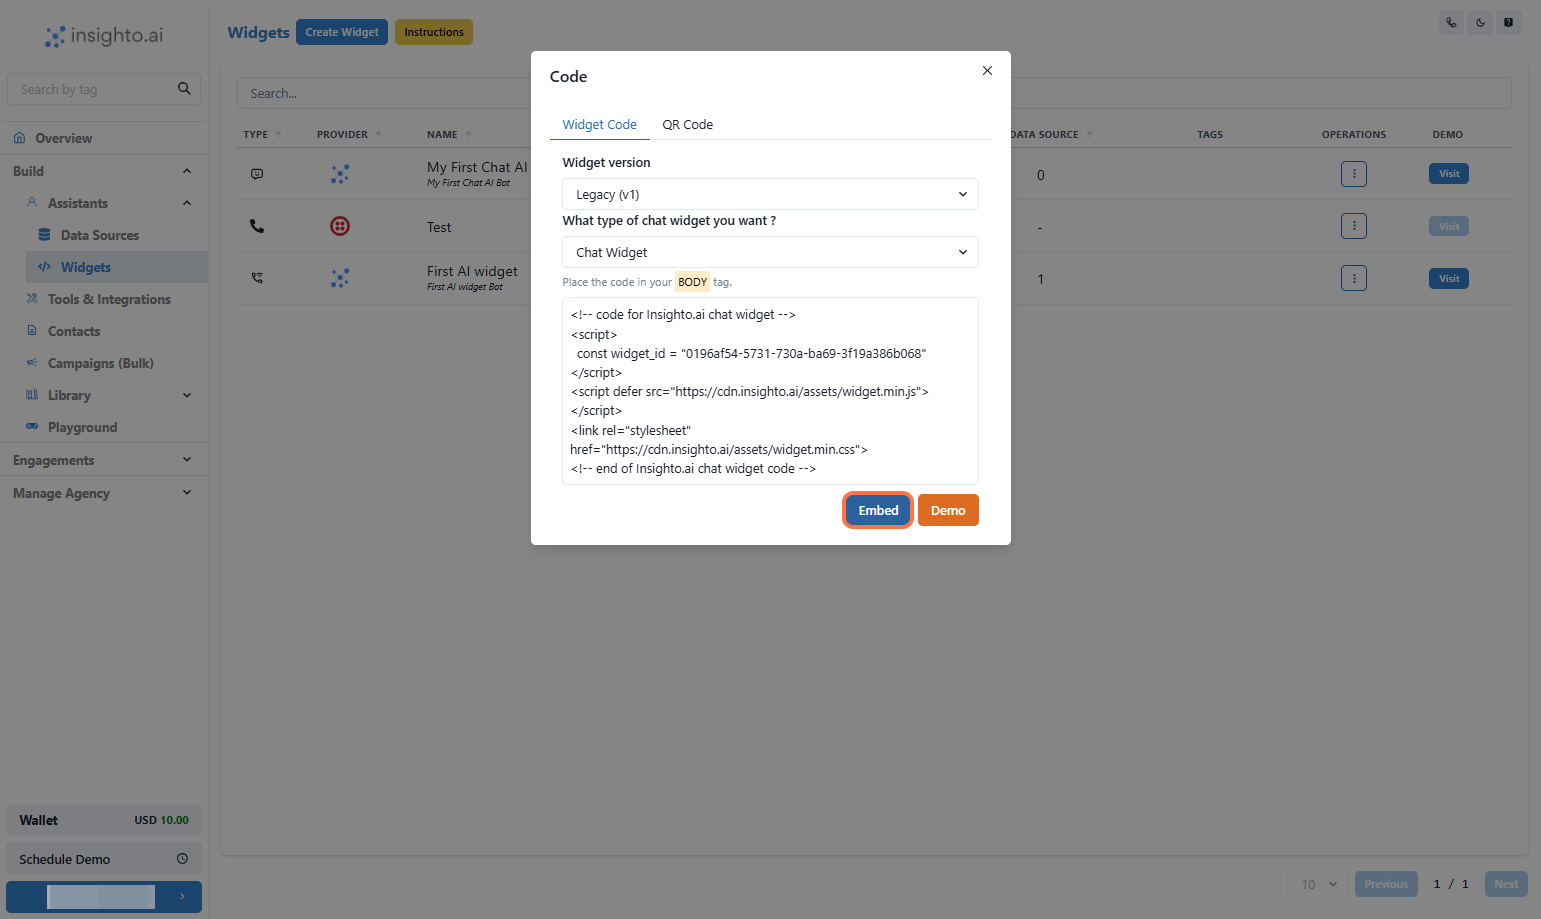 insighto.ai
Search by tag
Overview
Build
Assistants
Data Sources
Widgets
Tools & Integrations
Contacts
Campaigns (Bulk)
Library
Playground
Engagements
Manage Agency
Wallet USD 10.00
Schedule Demo
Widgets Create Widget Instructions
Search...
TYPE PROVIDER NAME DATA SOURCE TAGS OPERATIONS DEMO
My First Chat AI 0 Visit
My First Chat AI Bot
Test - Visit
First AI widget 1 Visit
First AI widget Bot
Code
Widget Code QR Code
Widget version
Legacy (v1)
What type of chat widget you want ?
Chat Widget
Place the code in your BODY tag.
<!-- code for Insighto.ai chat widget -->
<script>
const widget_id = "0196af54-5731-730a-ba69-3f19a386b068"
</script>
<script defer src="https://cdn.insighto.ai/assets/widget.min.js">
</script>
<link rel="stylesheet"
href="https://cdn.insighto.ai/assets/widget.min.css">
<!-- end of Insighto.ai chat widget code -->
Embed Demo
10 Previous 1 / 1 Next